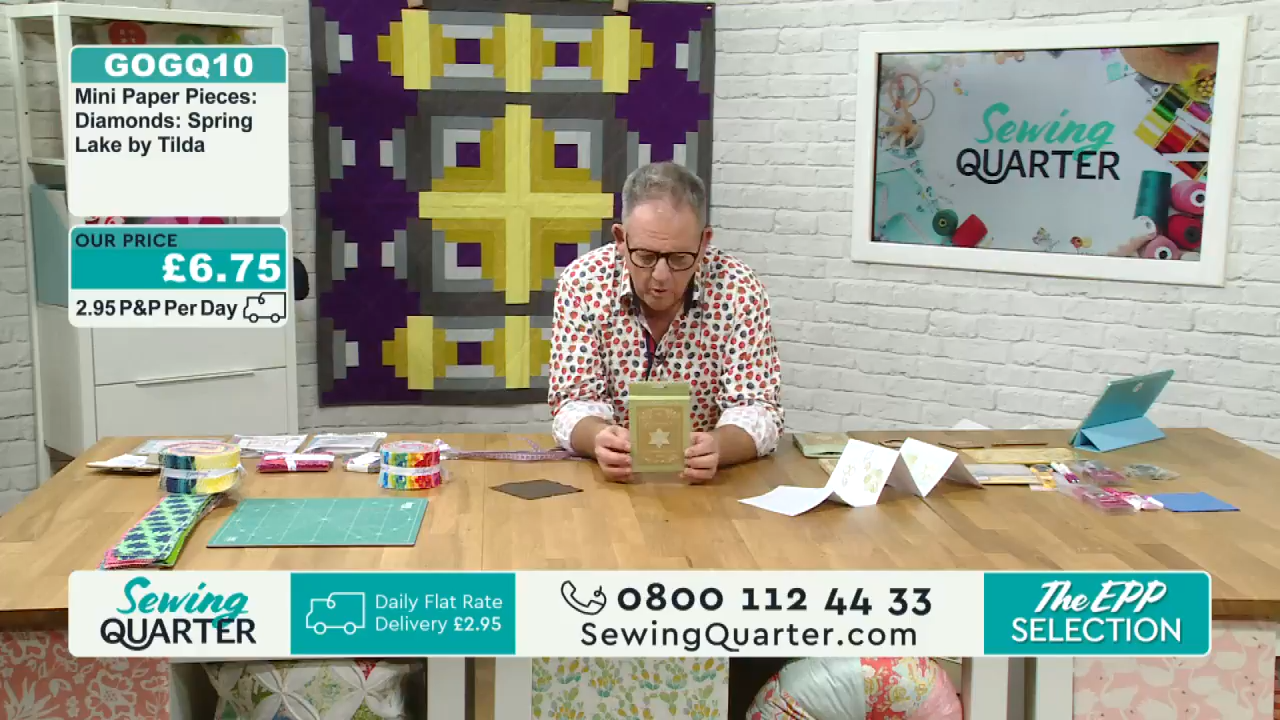 GOGQ10
Mini Paper Pieces:
Diamonds: Spring
Lake by Tilda
OUR PRICE
£6.75
2.95 P&P Per Day
Sewing
QUARTER
Sewing
QUARTER
Daily Flat Rate
Delivery £2.95
0800 112 44 33
SewingQuarter.com
The EPP
SELECTION